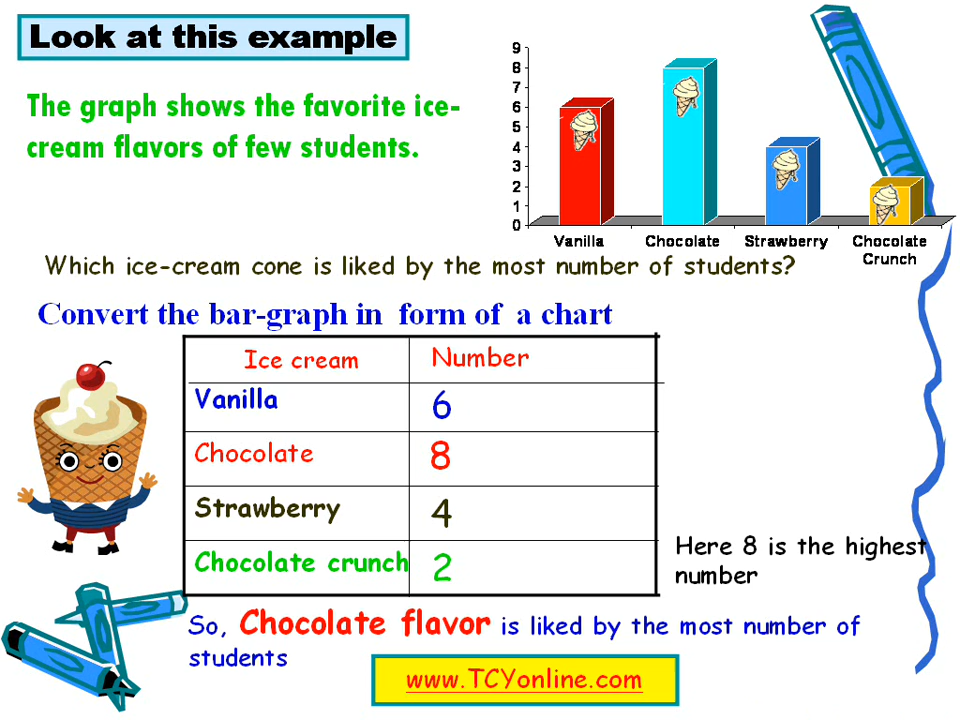 Look at this example
The graph shows the favorite ice-
cream flavors of few students.
9
8
7
6
5
4
3
2
1
0
Vanilla Chocolate Strawberry Chocolate
Crunch
Which ice-cream cone is liked by the most number of students?
Convert the bar-graph in form of a chart
Ice cream Number
Vanilla 6
Chocolate 8
Strawberry 4
Chocolate crunch 2
Here 8 is the highest
number
So, Chocolate flavor is liked by the most number of
students
www.TCYonline.com